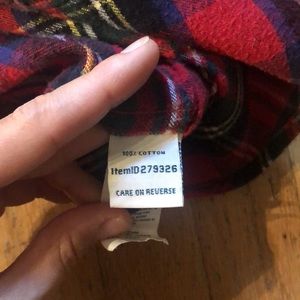 100% COTTON
ItemID279326
CARE ON REVERSE